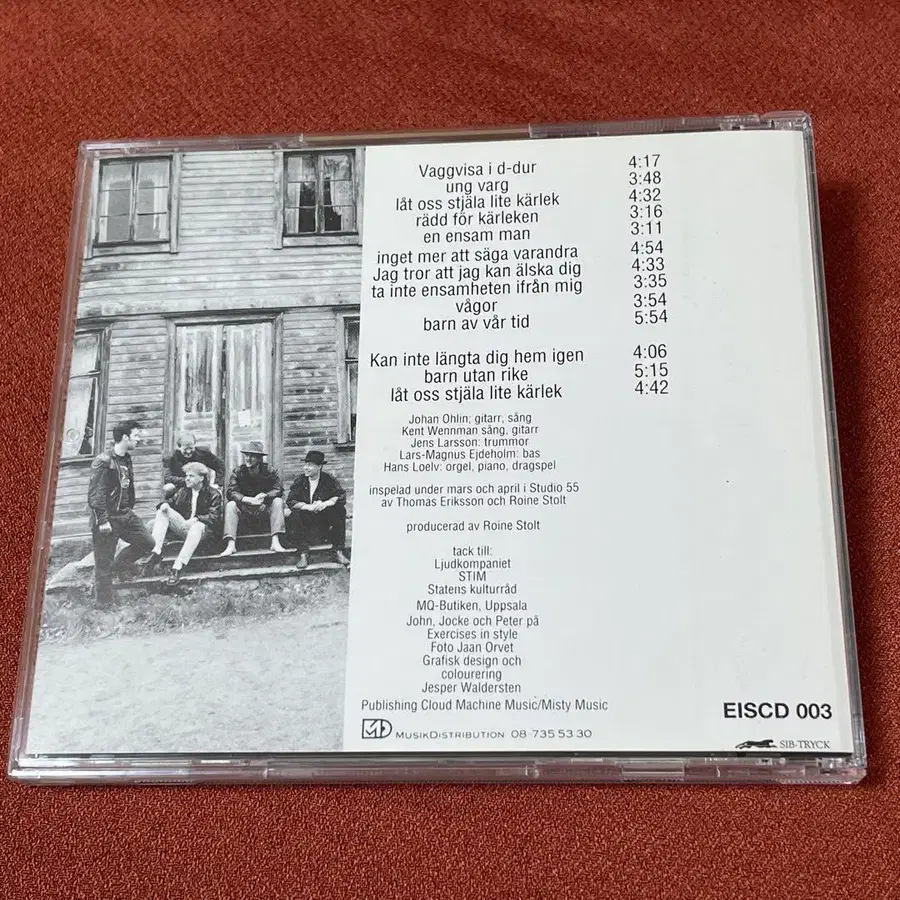 Vaggvisa i d-dur 4:17
ung varg 3:48
låt oss stjäla lite kärlek 4:32
rädd för kärleken 3:16
en ensam man 3:11
inget mer att säga varandra 4:54
Jag tror att jag kan älska dig 4:33
ta inte ensamheten ifrån mig 3:35
vågor 3:54
barn av vår tid 5:54
Kan inte längta dig hem igen 4:06
barn utan rike 5:15
låt oss stjäla lite kärlek 4:42
Johan Ohlin; gitarr, sång
Kent Wennman sång, gitarr
Jens Larsson: trummor
Lars-Magnus Ejdeholm: bas
Hans Loelv: orgel, piano, dragspel
inspelad under mars och april i Studio 55
av Thomas Eriksson och Roine Stolt
producerad av Roine Stolt
tack till:
Ljudkompaniet
STIM
Statens kulturråd
MQ-Butiken, Uppsala
John, Jocke och Peter på
Exercises in style
Foto Jaan Orvet
Grafisk design och
colourering
Jesper Waldersten
Publishing Cloud Machine Music/Misty Music
MD MUSIKDISTRIBUTION 08-735 53 30
EISCD 003
SIB-TRYCK